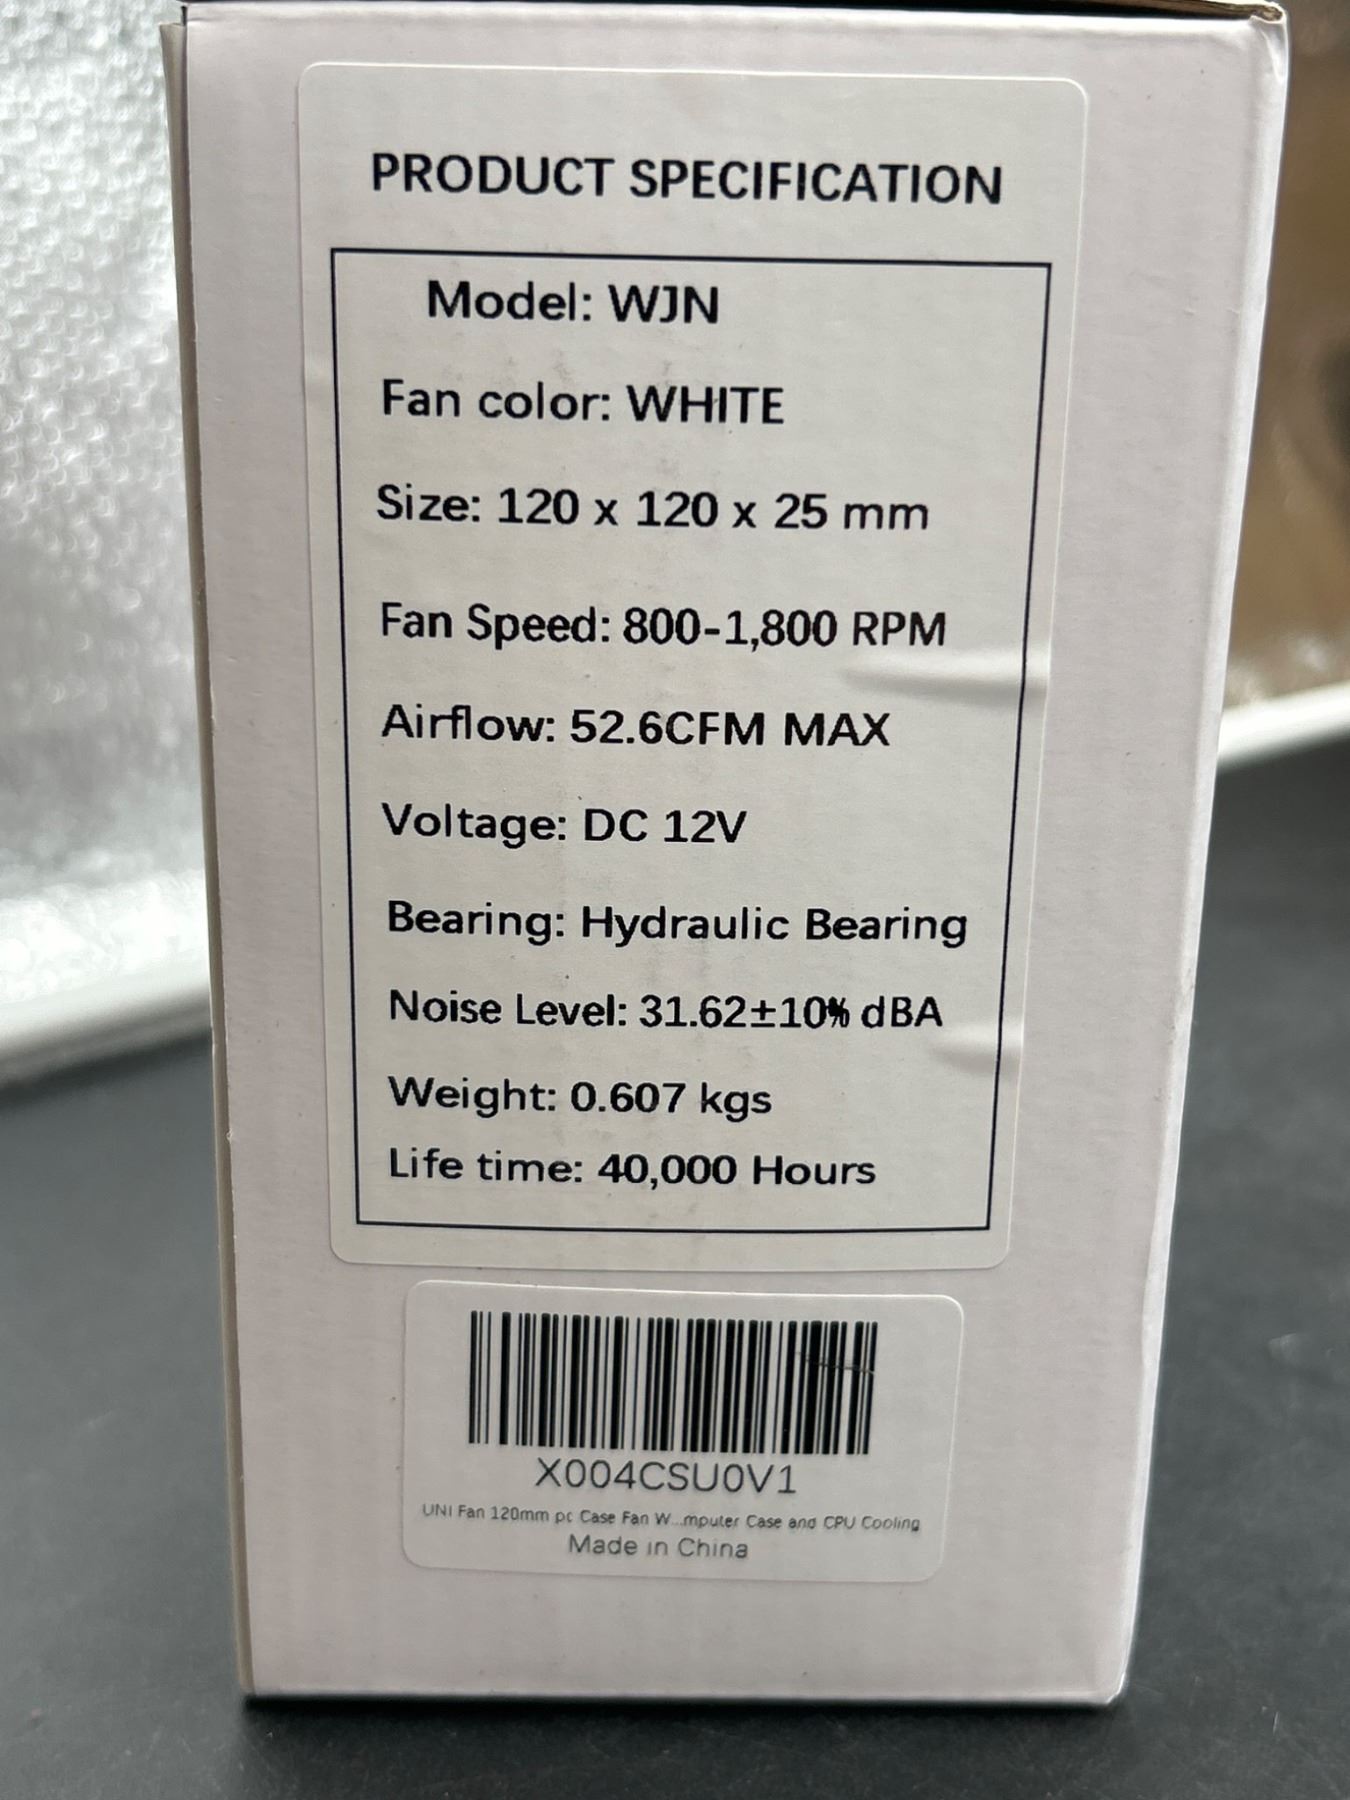 PRODUCT SPECIFICATION
Model: WJN
Fan color: WHITE
Size: 120 x 120 x 25 mm
Fan Speed: 800-1,800 RPM
Airflow: 52.6CFM MAX
Voltage: DC 12V
Bearing: Hydraulic Bearing
Noise Level: 31.62±10% dBA
Weight: 0.607 kgs
Life time: 40,000 Hours
X004CSU0V1
UNI Fan 120mm pc Case Fan W...mputer Case and CPU Cooling
Made in China